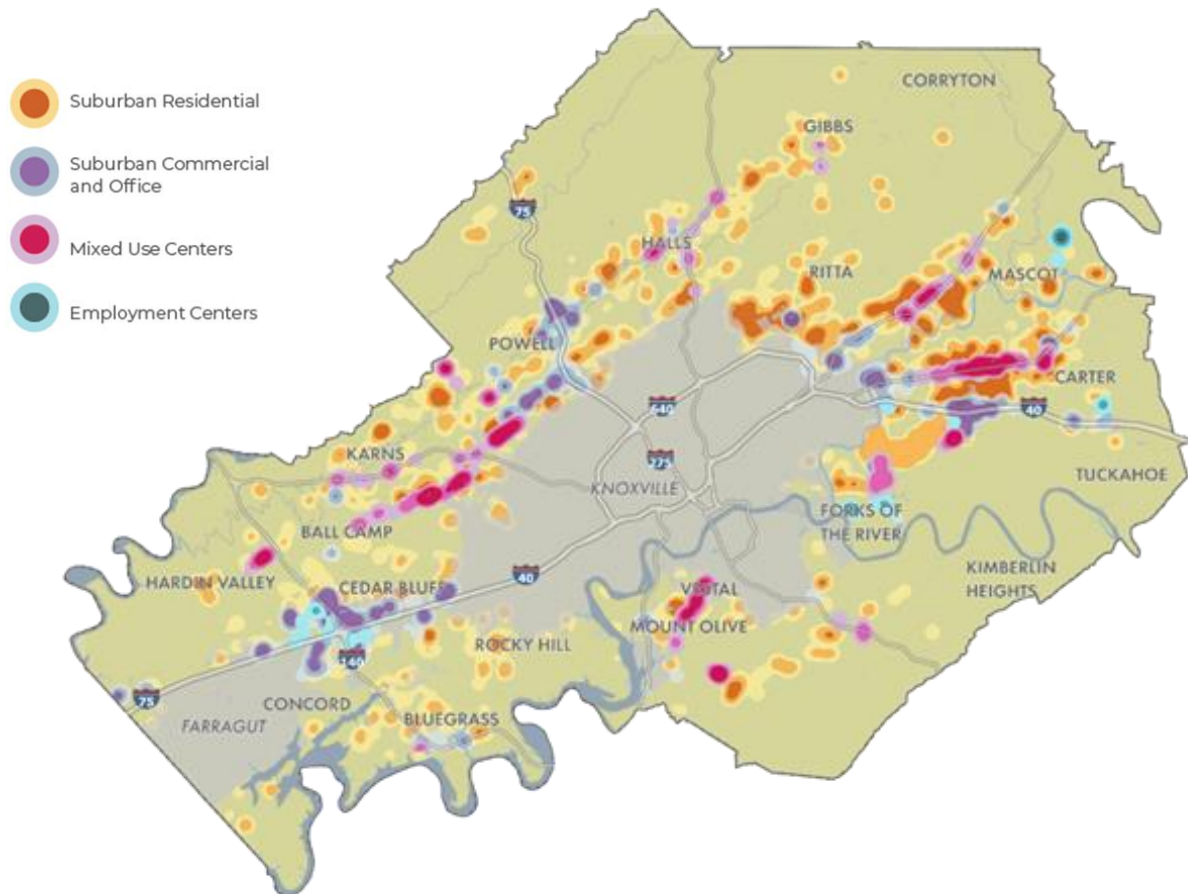 Suburban Residential
Suburban Commercial
and Office
Mixed Use Centers
Employment Centers
CORRYTON
GIBBS
75
HALLS
RITTA
MASCOT
POWELL
CARTER
640
40
KARNS
275
TUCKAHOE
KNOXVILLE
FORKS OF
THE RIVER
BALL CAMP
HARDIN VALLEY
CEDAR BLUFF
40
KIMBERLIN
HEIGHTS
VESTAL
MOUNT OLIVE
ROCKY HILL
140
75
CONCORD
FARRAGUT
BLUEGRASS